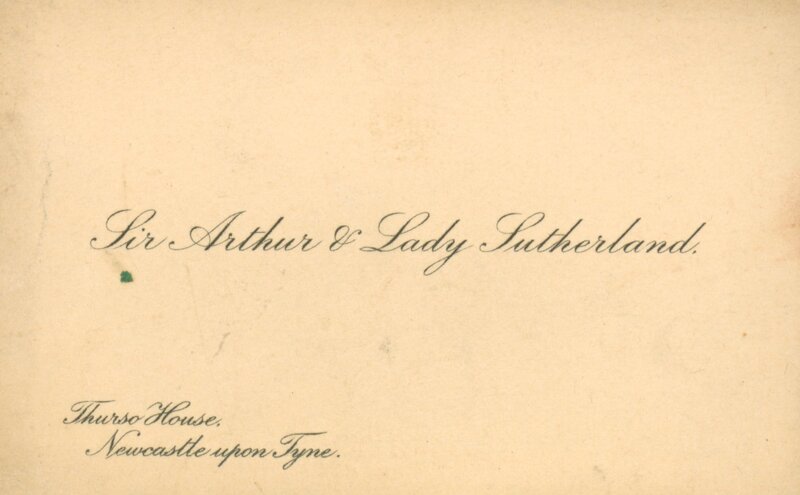 Sir Arthur & Lady Sutherland.
Thurso House.
Newcastle upon Tyne.